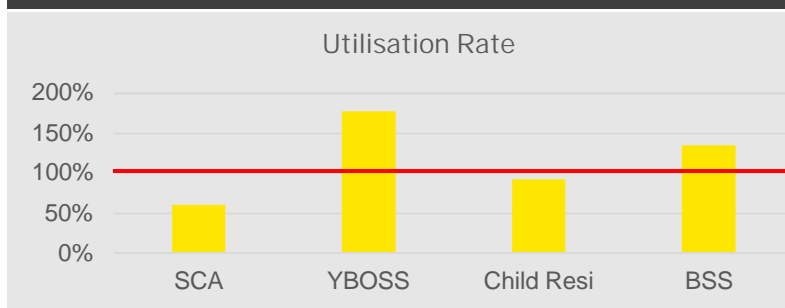 Utilisation Rate
200%
150%
100%
50%
0%
SCA YBOSS Child Resi BSS